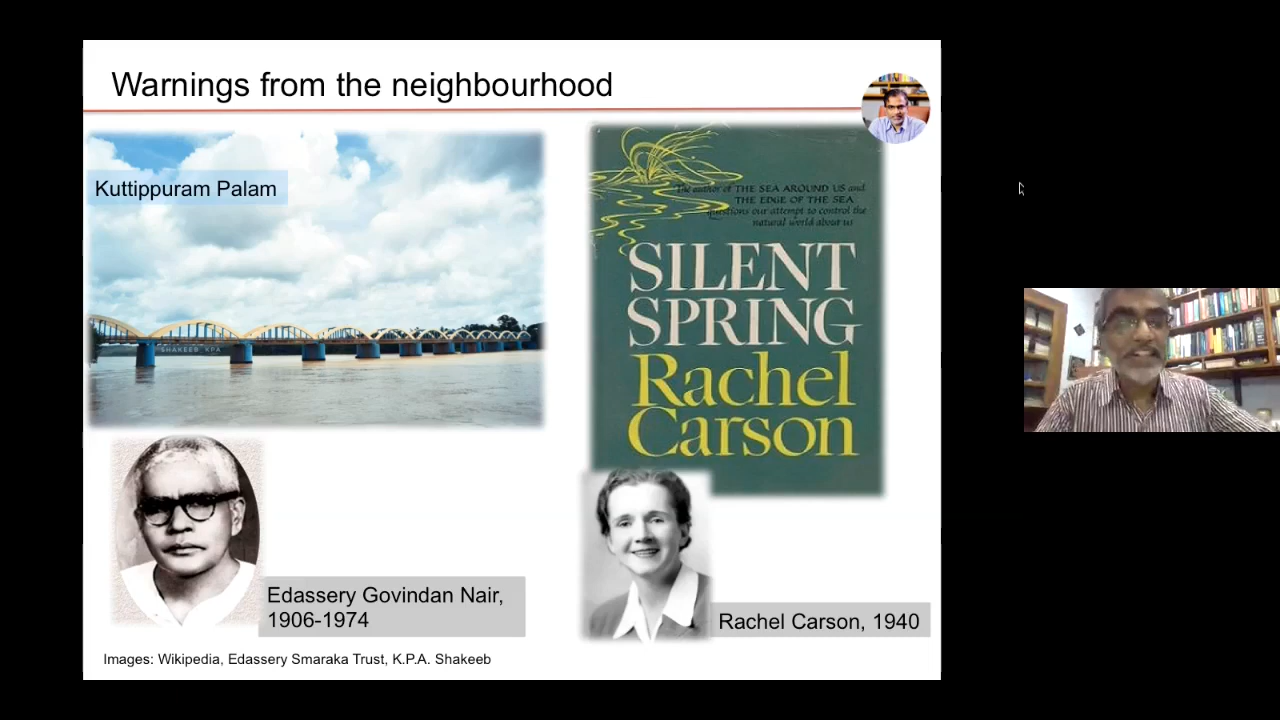 Warnings from the neighbourhood
Kuttippuram Palam
SHAKEEB KPA
The author of THE SEA AROUND US and
THE EDGE OF THE SEA
questions our attempt to control the
natural world about us
SILENT
SPRING
Rachel
Carson
Edassery Govindan Nair,
1906-1974
Rachel Carson, 1940
Images: Wikipedia, Edassery Smaraka Trust, K.P.A. Shakeeb